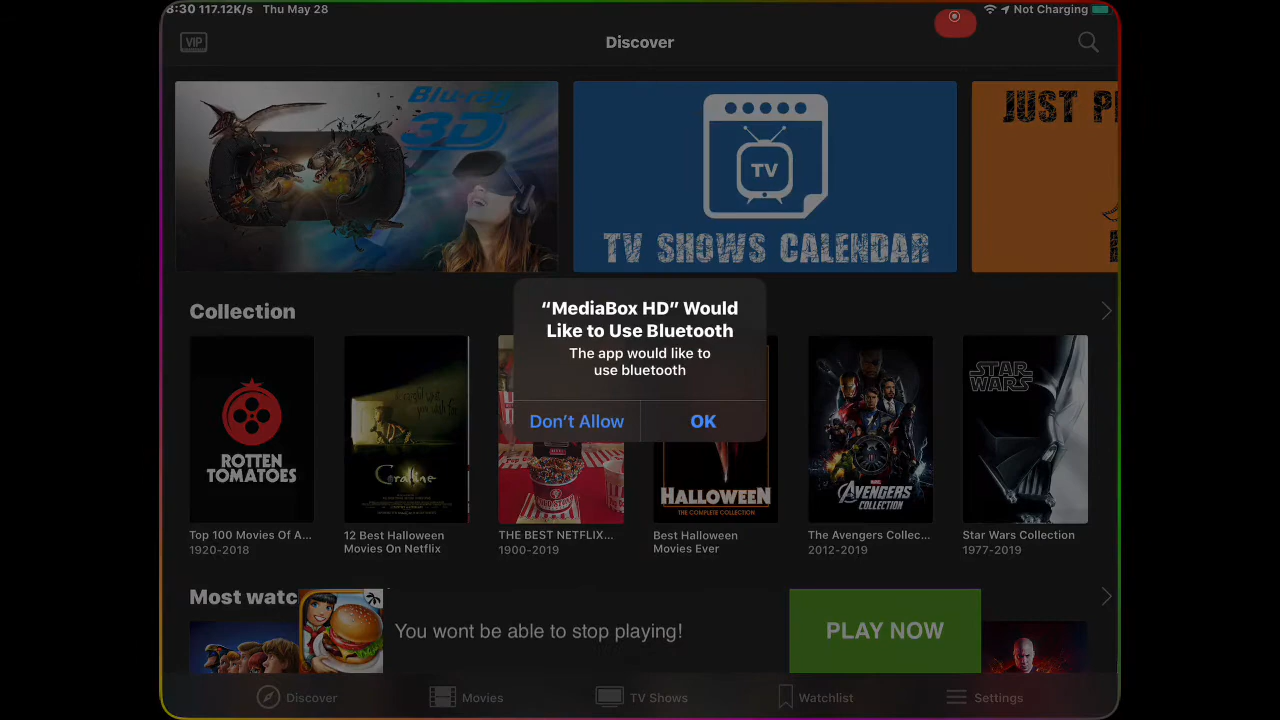 8:30 117.12K/s Thu May 28
Not Charging
VIP
Discover
Blu-ray
3D
TV
TV SHOWS CALENDAR
JUST P
Collection
"MediaBox HD" Would
Like to Use Bluetooth
The app would like to
use bluetooth
Don't Allow
OK
ROTTEN
TOMATOES
Coraline
HALLOWEEN
THE COMPLETE COLLECTION
MARVEL
AVENGERS
COLLECTION
STAR
WARS
Top 100 Movies Of A...
1920-2018
12 Best Halloween
Movies On Netflix
THE BEST NETFLIX...
1900-2019
Best Halloween
Movies Ever
The Avengers Collec...
2012-2019
Star Wars Collection
1977-2019
Most watc
You wont be able to stop playing!
PLAY NOW
Discover
Movies
TV Shows
Watchlist
Settings